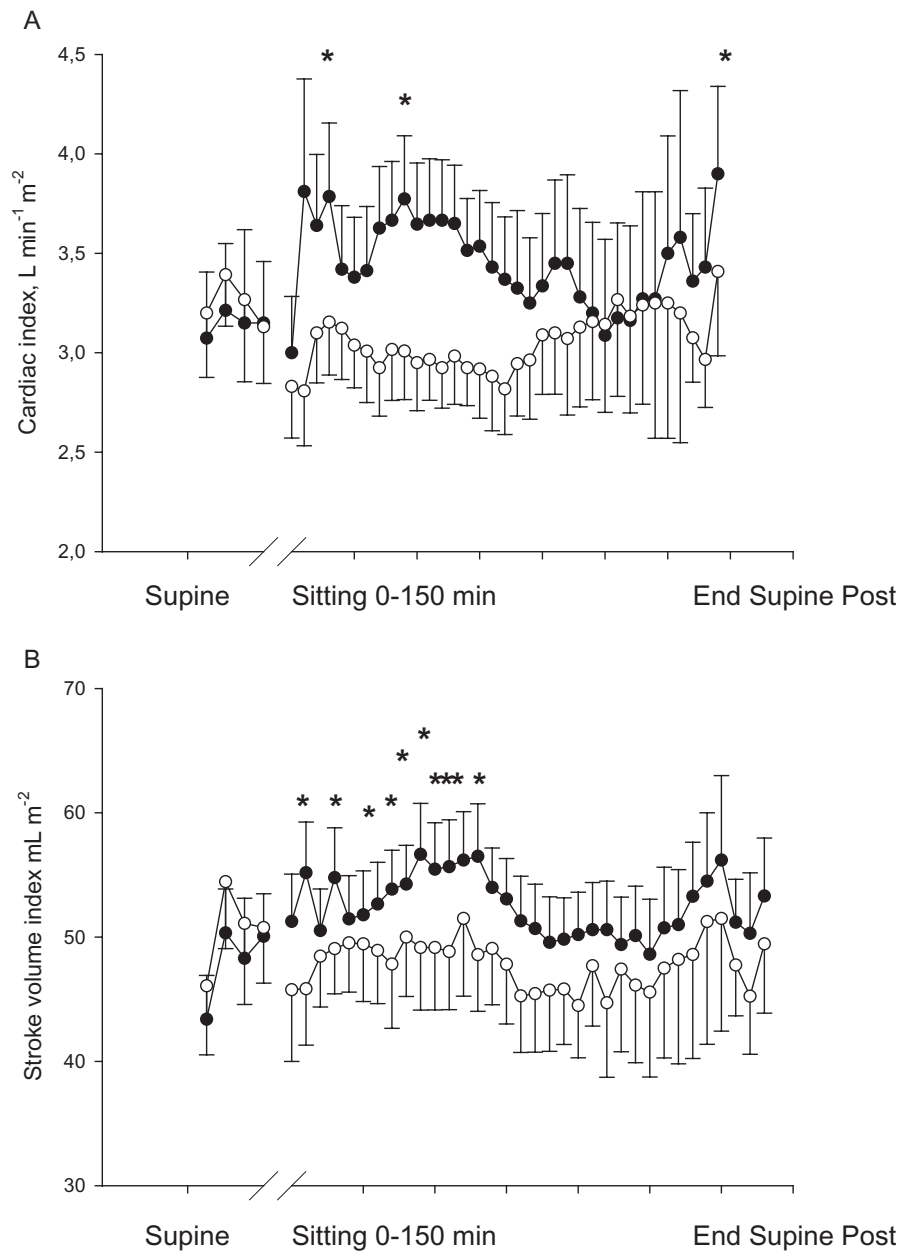 A
4,5
*
*
*
4,0
3,5
3,0
2,5
2,0
Cardiac index, L min⁻¹ m⁻²
Supine
Sitting 0-150 min
End Supine Post
B
70
60
50
40
30
*
*
*
*
*
*
***
*
Stroke volume index mL m⁻²
Supine
Sitting 0-150 min
End Supine Post